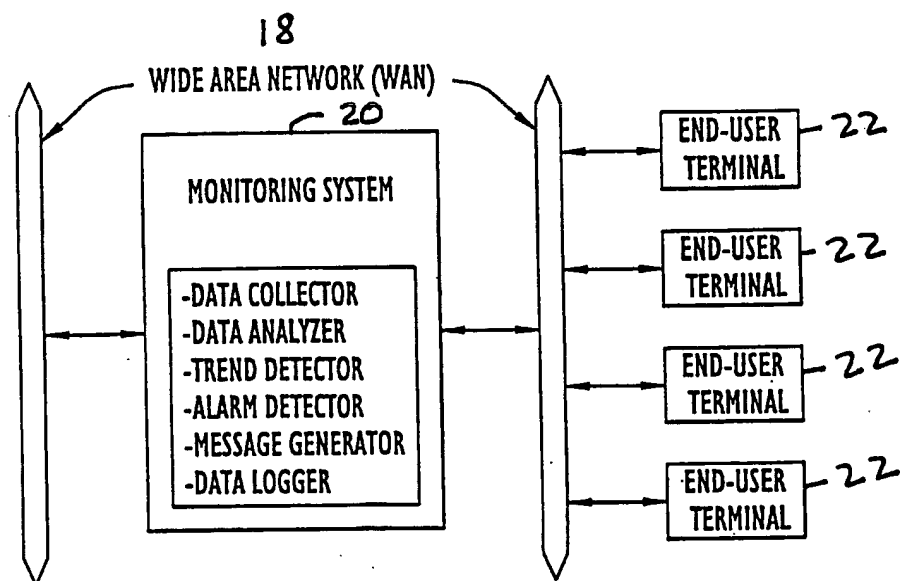 18
WIDE AREA NETWORK (WAN)
20
MONITORING SYSTEM
-DATA COLLECTOR
-DATA ANALYZER
-TREND DETECTOR
-ALARM DETECTOR
-MESSAGE GENERATOR
-DATA LOGGER
END-USER
TERMINAL
22
END-USER
TERMINAL
22
END-USER
TERMINAL
22
END-USER
TERMINAL
22